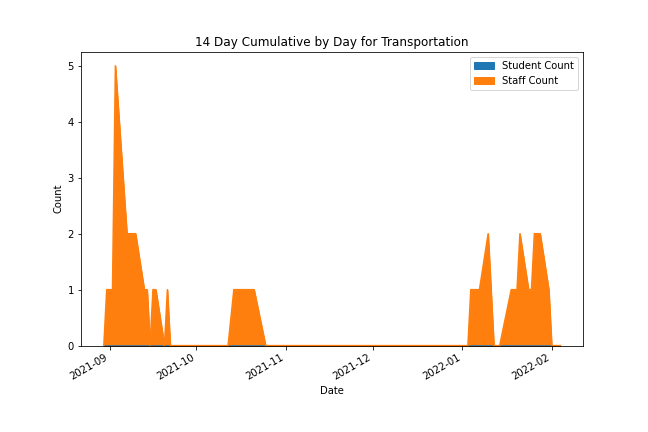 14 Day Cumulative by Day for Transportation
Student Count
Staff Count
Count
5
4
3
2
1
0
2021-09
2021-10
2021-11
2021-12
2022-01
2022-02
Date